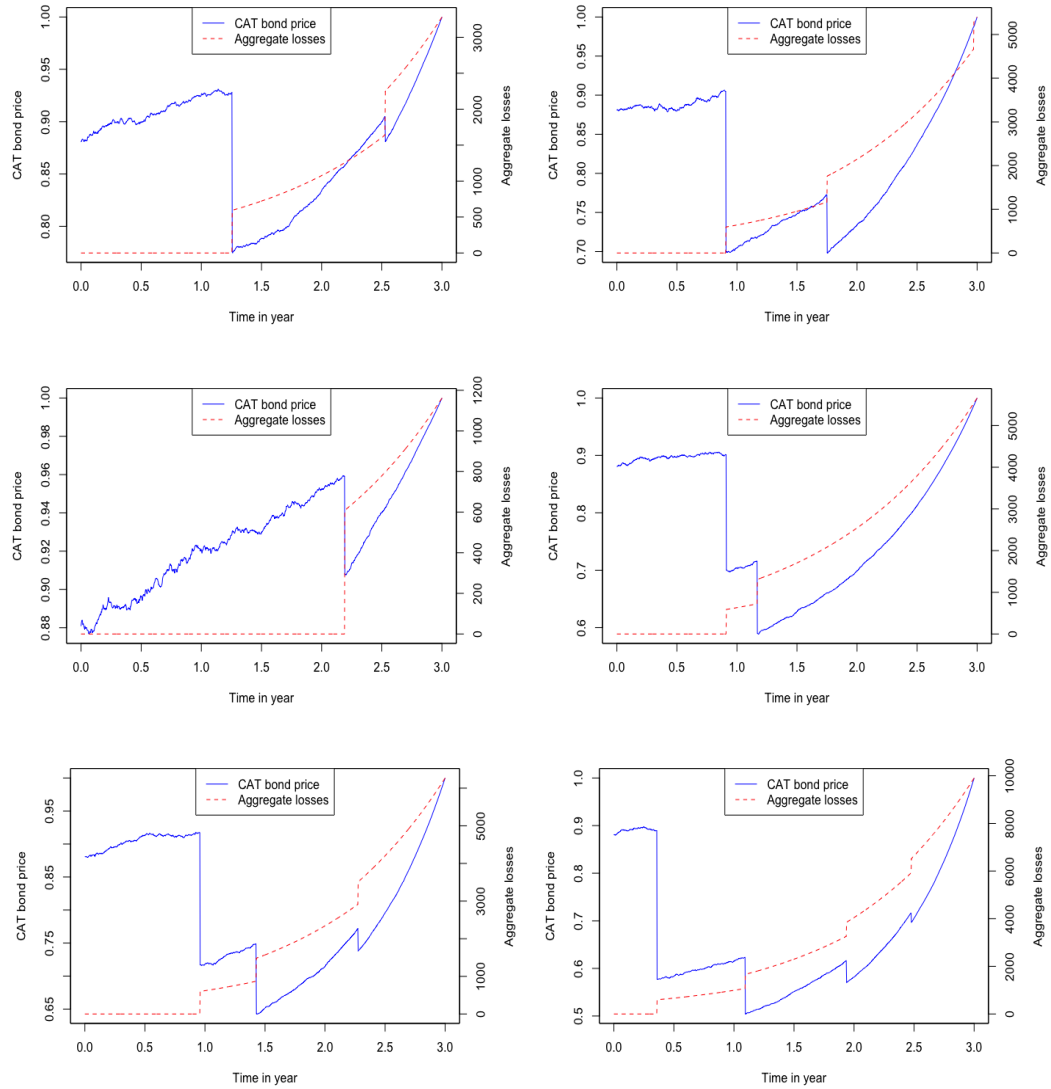 CAT bond price
Aggregate losses
CAT bond price
0.80 0.85 0.90 0.95 1.00
0 500 1000 2000 3000
Aggregate losses
0.0 0.5 1.0 1.5 2.0 2.5 3.0
Time in year
CAT bond price
Aggregate losses
CAT bond price
0.70 0.75 0.80 0.85 0.90 0.95 1.00
0 1000 2000 3000 4000 5000
Aggregate losses
0.0 0.5 1.0 1.5 2.0 2.5 3.0
Time in year
CAT bond price
Aggregate losses
CAT bond price
0.88 0.90 0.92 0.94 0.96 0.98 1.00
0 200 400 600 800 1000 1200
Aggregate losses
0.0 0.5 1.0 1.5 2.0 2.5 3.0
Time in year
CAT bond price
Aggregate losses
CAT bond price
0.6 0.7 0.8 0.9 1.0
0 1000 2000 3000 4000 5000
Aggregate losses
0.0 0.5 1.0 1.5 2.0 2.5 3.0
Time in year
CAT bond price
Aggregate losses
CAT bond price
0.65 0.75 0.85 0.95
0 1000 3000 5000
Aggregate losses
0.0 0.5 1.0 1.5 2.0 2.5 3.0
Time in year
CAT bond price
Aggregate losses
CAT bond price
0.5 0.6 0.7 0.8 0.9 1.0
0 2000 4000 6000 8000 10000
Aggregate losses
0.0 0.5 1.0 1.5 2.0 2.5 3.0
Time in year